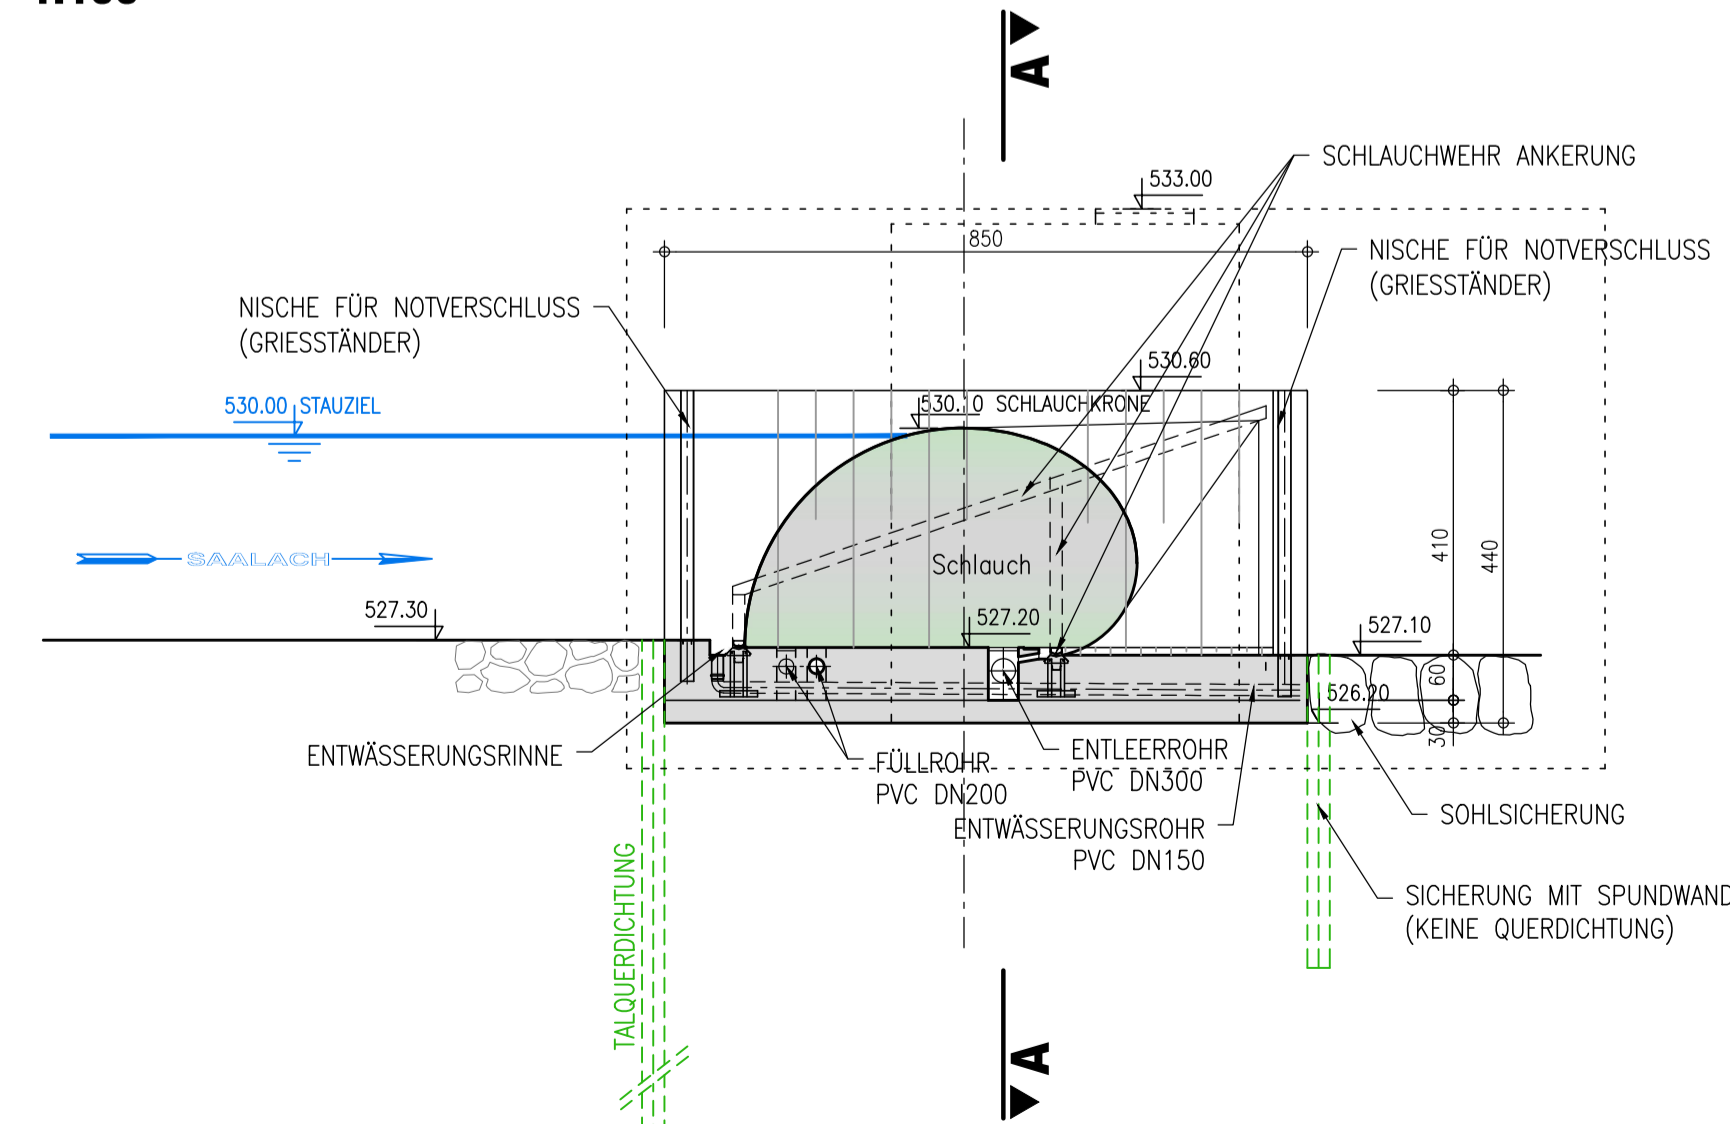 A
SCHLAUCHWEHR ANKERUNG
533.00
850
NISCHE FÜR NOTVERSCHLUSS
(GRIESSTÄNDER)
NISCHE FÜR NOTVERSCHLUSS
(GRIESSTÄNDER)
530.60
530.00 STAUZIEL
530.10 SCHLAUCHKRONE
SAALACH
Schlauch
410
440
527.30
527.20
527.10
60
526.20
30
ENTWÄSSERUNGSRINNE
FÜLLROHR
PVC DN200
ENTLEERROHR
PVC DN300
ENTWÄSSERUNGSROHR
PVC DN150
SOHLSICHERUNG
SICHERUNG MIT SPUNDWAND
(KEINE QUERDICHTUNG)
TALQUERDICHTUNG
A